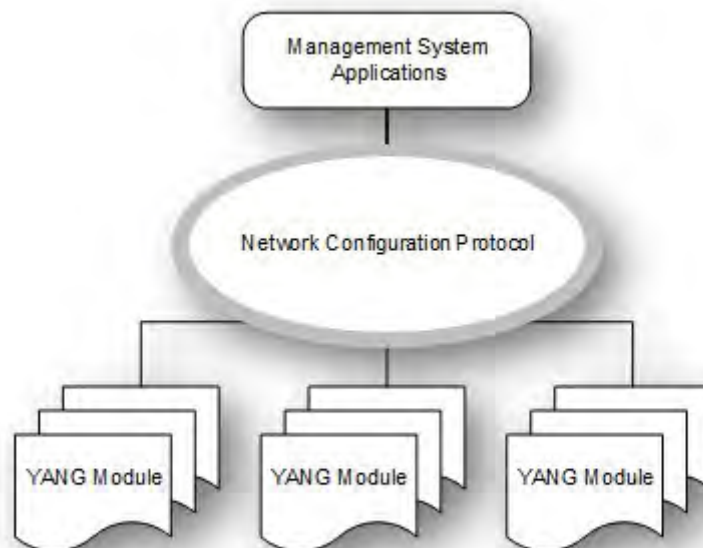 Management System
Applications
Network Configuration Protocol
YANG Module
YANG Module
YANG Module